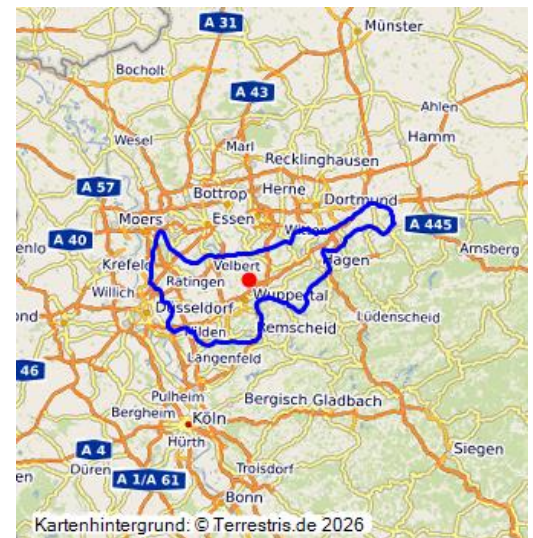 A 31
Münster
Bocholt
A 43
Ahlen
Wesel
Marl
Hamm
Recklinghausen
A 57
Bottrop
Herne
Dortmund
Moers
Essen
Witten
A 445
A 40
Arnsberg
Krefeld
Velbert
Hagen
Ratingen
Willich
Wuppertal
Düsseldorf
Lüdenscheid
Hilden
Remscheid
Langenfeld
46
Pulheim
Bergisch Gladbach
Bergheim
Köln
Hürth
A 4
Siegen
Düren
Troisdorf
A 1/A 61
Bonn
Kartenhintergrund: © Terrestris.de 2026